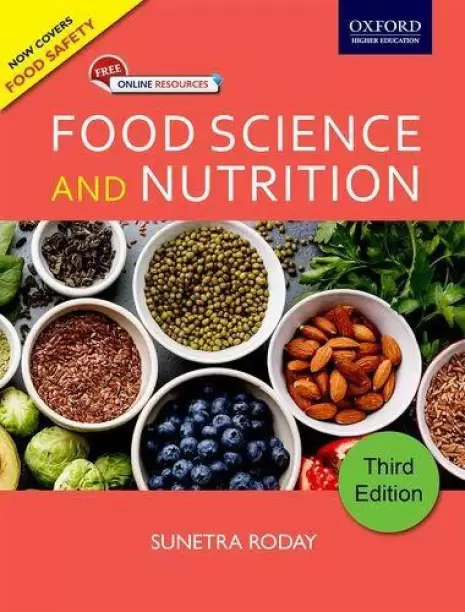 NOW COVERS
FOOD SAFETY
OXFORD
HIGHER EDUCATION
FREE
ONLINE RESOURCES
FOOD SCIENCE
AND NUTRITION
Third
Edition
SUNETRA RODAY